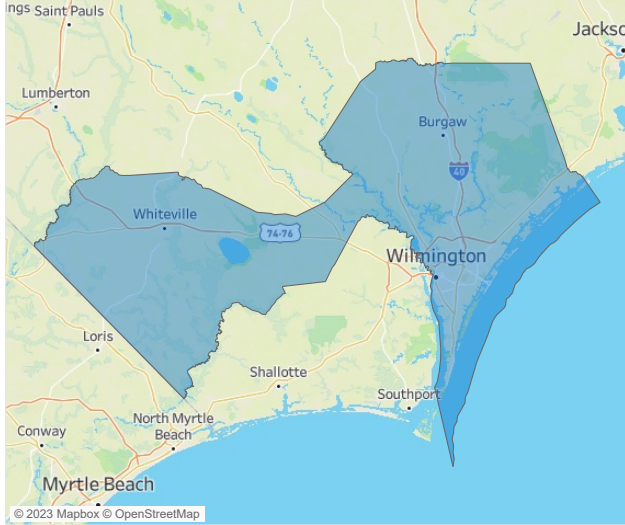 ngs Saint Pauls
Jackso
Lumberton
Burgaw
40
Whiteville
74-76
Wilmington
Loris
Shallotte
Southport
North Myrtle
Beach
Conway
Myrtle Beach
© 2023 Mapbox © OpenStreetMap